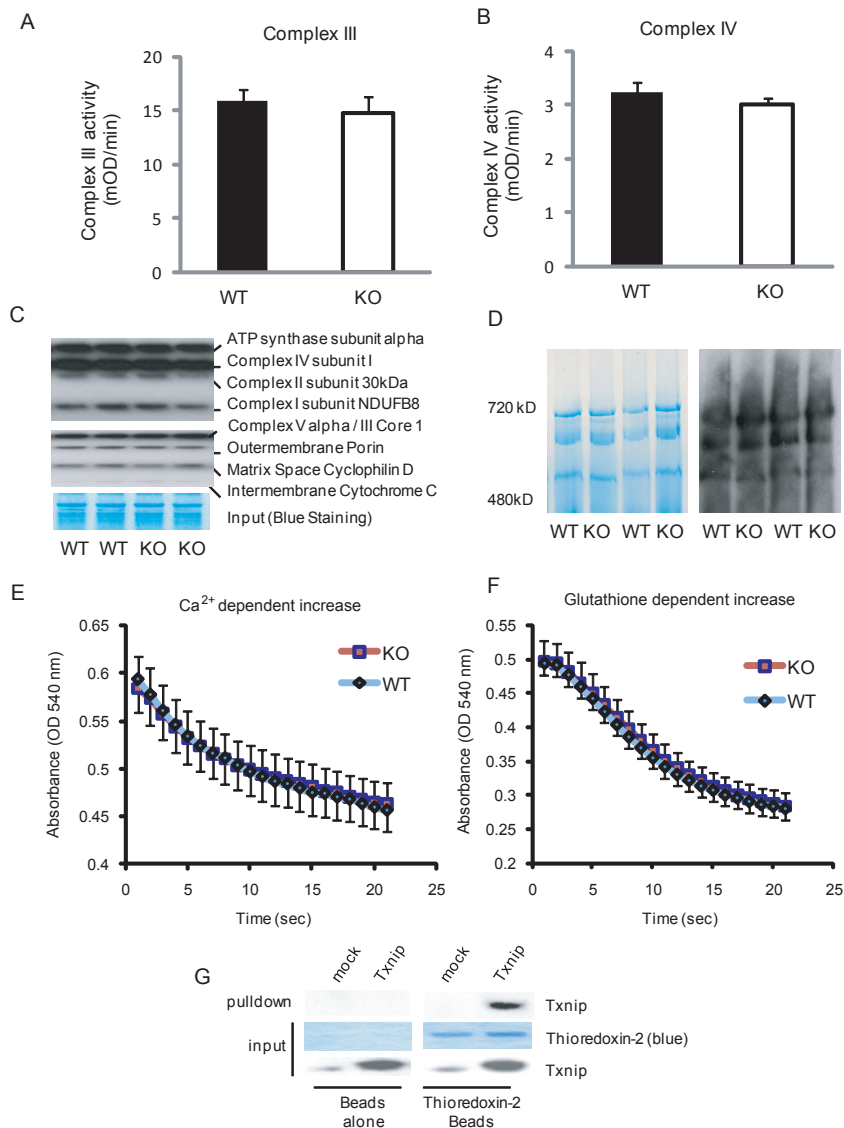 A
Complex III
Complex III activity
(mOD/min)
20
15
10
5
0
WT
KO
B
Complex IV
Complex IV activity
(mOD/min)
4
3
2
1
0
WT
KO
C
ATP synthase subunit alpha
Complex IV subunit I
Complex II subunit 30kDa
Complex I subunit NDUFB8
Complex V alpha / III Core 1
Outermembrane Porin
Matrix Space Cyclophilin D
Intermembrane Cytochrome C
Input (Blue Staining)
WT WT KO KO
D
720 kD
480kD
WT KO WT KO
WT KO WT KO
E
Ca2+ dependent increase
Absorbance (OD 540 nm)
0.65
0.6
0.55
0.5
0.45
0.4
KO
WT
0 5 10 15 20 25
Time (sec)
F
Glutathione dependent increase
Absorbance (OD 540 nm)
0.55
0.5
0.45
0.4
0.35
0.3
0.25
0.2
KO
WT
0 5 10 15 20 25
Time (sec)
G
mock Txnip mock Txnip
pulldown
Txnip
input
Thioredoxin-2 (blue)
Txnip
Beads
alone
Thioredoxin-2
Beads